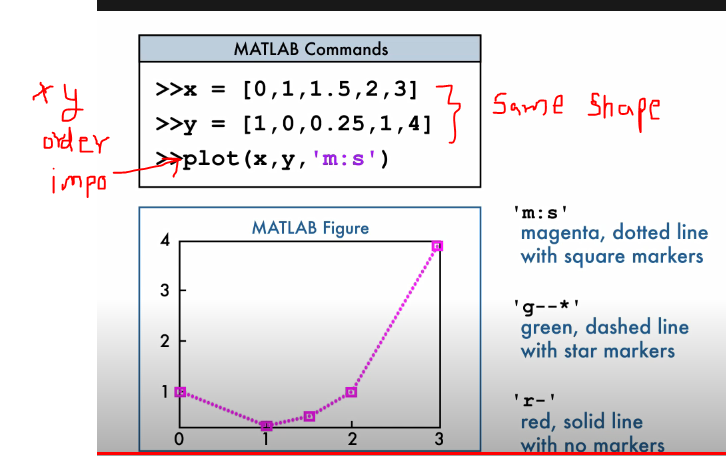 MATLAB Commands
>>x = [0,1,1.5,2,3]
>>y = [1,0,0.25,1,4]
>>plot(x,y,'m:s')
x y
order
impo
same shape
MATLAB Figure
4
3
2
1
0 1 2 3
'm:s'
magenta, dotted line
with square markers
'g--*'
green, dashed line
with star markers
'r-'
red, solid line
with no markers